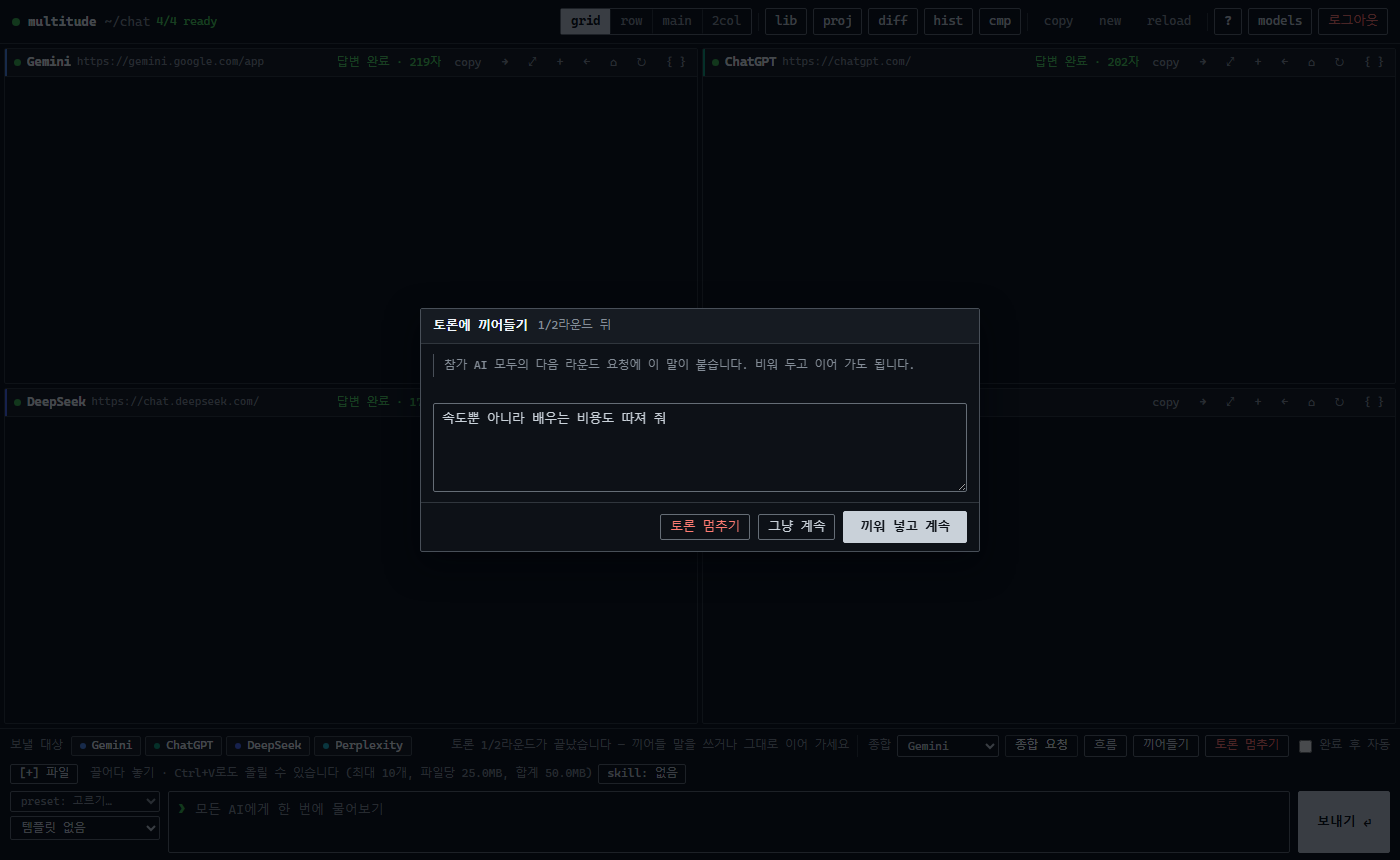 multitude ~/chat 4/4 ready
grid row main 2col lib proj diff hist cmp copy new reload ? models 로그아웃
Gemini https://gemini.google.com/app 답변 완료 · 219자 copy { }
ChatGPT https://chatgpt.com/ 답변 완료 · 202자 copy { }
토론에 끼어들기 1/2라운드 뒤
참가 AI 모두의 다음 라운드 요청에 이 말이 붙습니다. 비워 두고 이어 가도 됩니다.
속도뿐 아니라 배우는 비용도 따져 줘
토론 멈추기 그냥 계속 끼워 넣고 계속
DeepSeek https://chat.deepseek.com/ 답변 완료 copy { }
보낼 대상 Gemini ChatGPT DeepSeek Perplexity 토론 1/2라운드가 끝났습니다 — 끼어들 말을 쓰거나 그대로 이어 가세요 종합 Gemini 종합 요청 흐름 끼어들기 토론 멈추기 완료 후 자동
[+] 파일 끌어다 놓기 · Ctrl+V로도 올릴 수 있습니다 (최대 10개, 파일당 25.0MB, 합계 50.0MB) skill: 없음
preset: 고르기…
템플릿 없음
❯ 모든 AI에게 한 번에 물어보기
보내기 ⏎